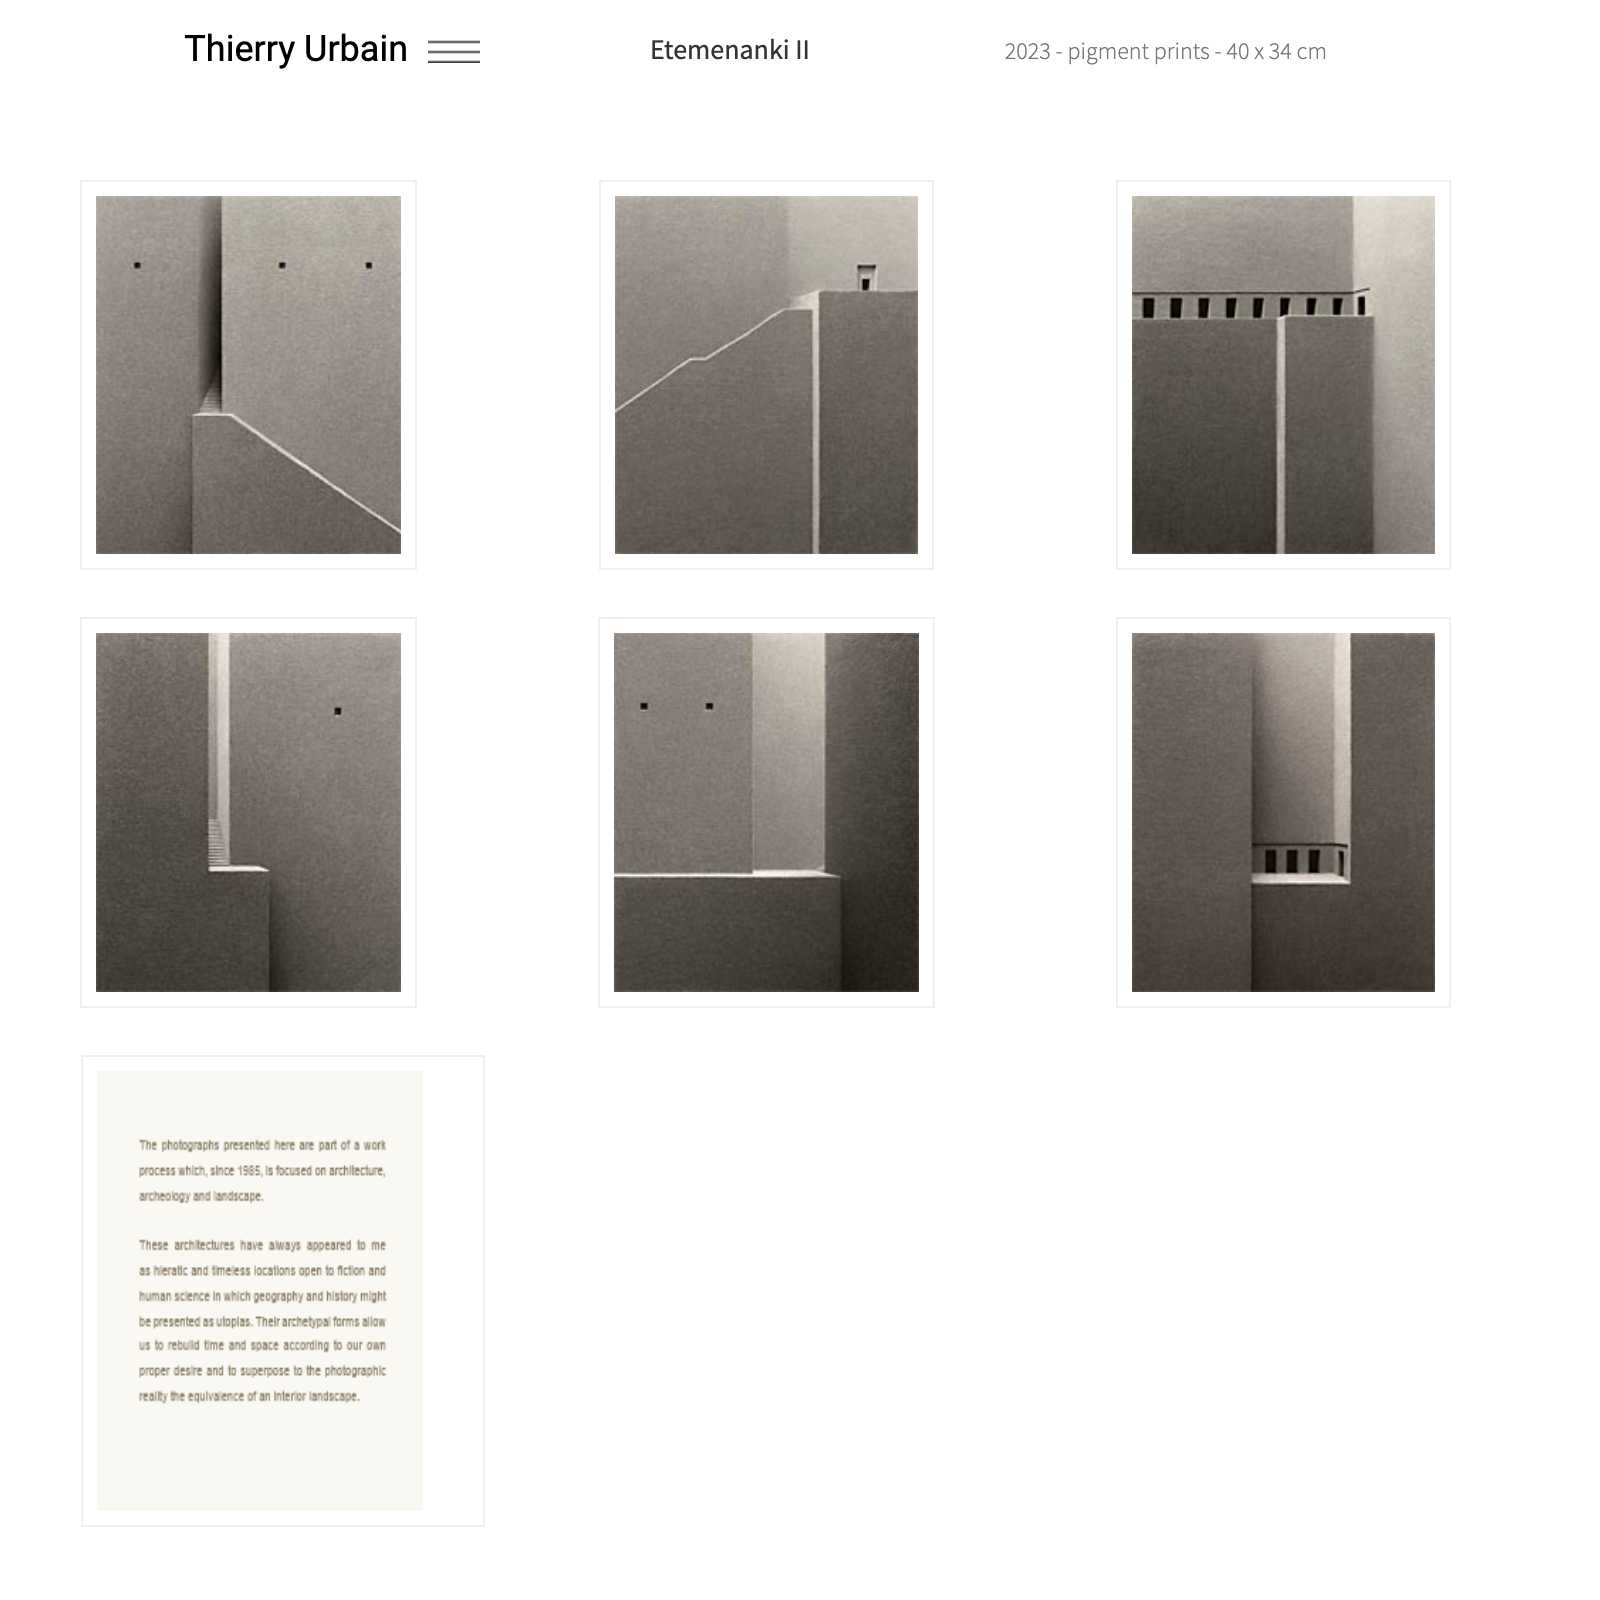 Thierry Urbain
Etemenanki II
2023 - pigment prints - 40 x 34 cm
The photographs presented here are part of a work
process which, since 1985, is focused on architecture,
archeology and landscape.
These architectures have always appeared to me
as hieratic and timeless locations open to fiction and
human science in which geography and history might
be presented as utopias. Their archetypal forms allow
us to rebuild time and space according to our own
proper desire and to superpose to the photographic
reality the equivalence of an interior landscape.